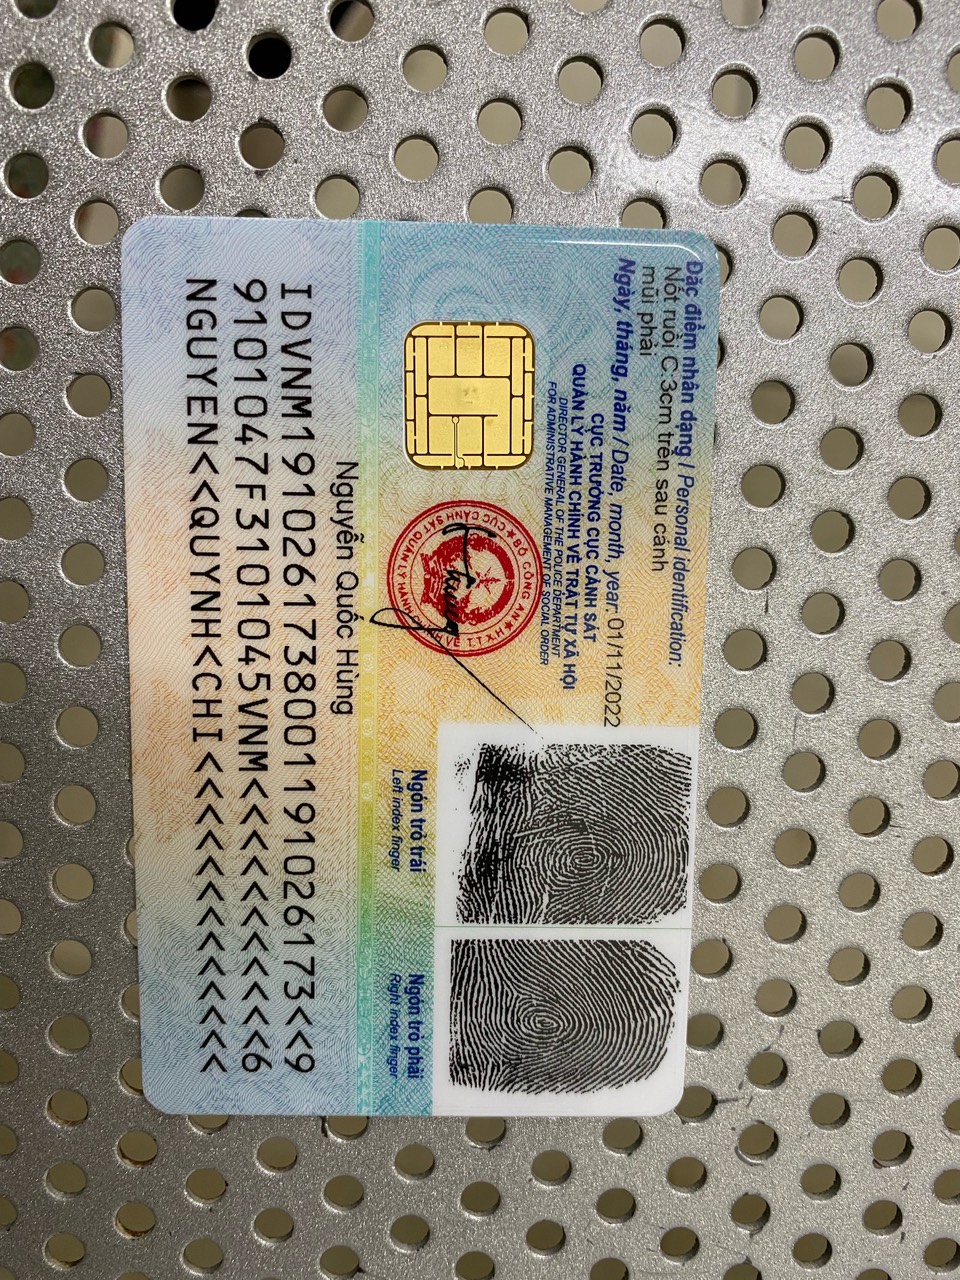 Đặc điểm nhân dạng / Personal identification:
Nốt ruồi C.3cm trên sau cánh
mũi phải
Ngày, tháng, năm / Date, month, year: 01/11/2022
CỤC TRƯỞNG CỤC CẢNH SÁT
QUẢN LÝ HÀNH CHÍNH VỀ TRẬT TỰ XÃ HỘI
DIRECTOR GENERAL OF THE POLICE DEPARTMENT
FOR ADMINISTRATIVE MANAGEMENT OF SOCIAL ORDER
BỘ CÔNG AN
CỤC CẢNH SÁT QUẢN LÝ HÀNH CHÍNH VỀ TTXH
Nguyễn Quốc Hùng
Ngón trỏ trái
Left index finger
Ngón trỏ phải
Right index finger
IDVNM1910261738001191026173<<9
9101047F3101045VNM<<<<<<<<<<<6
NGUYEN<<QUYNH<CHI<<<<<<<<<<<<<